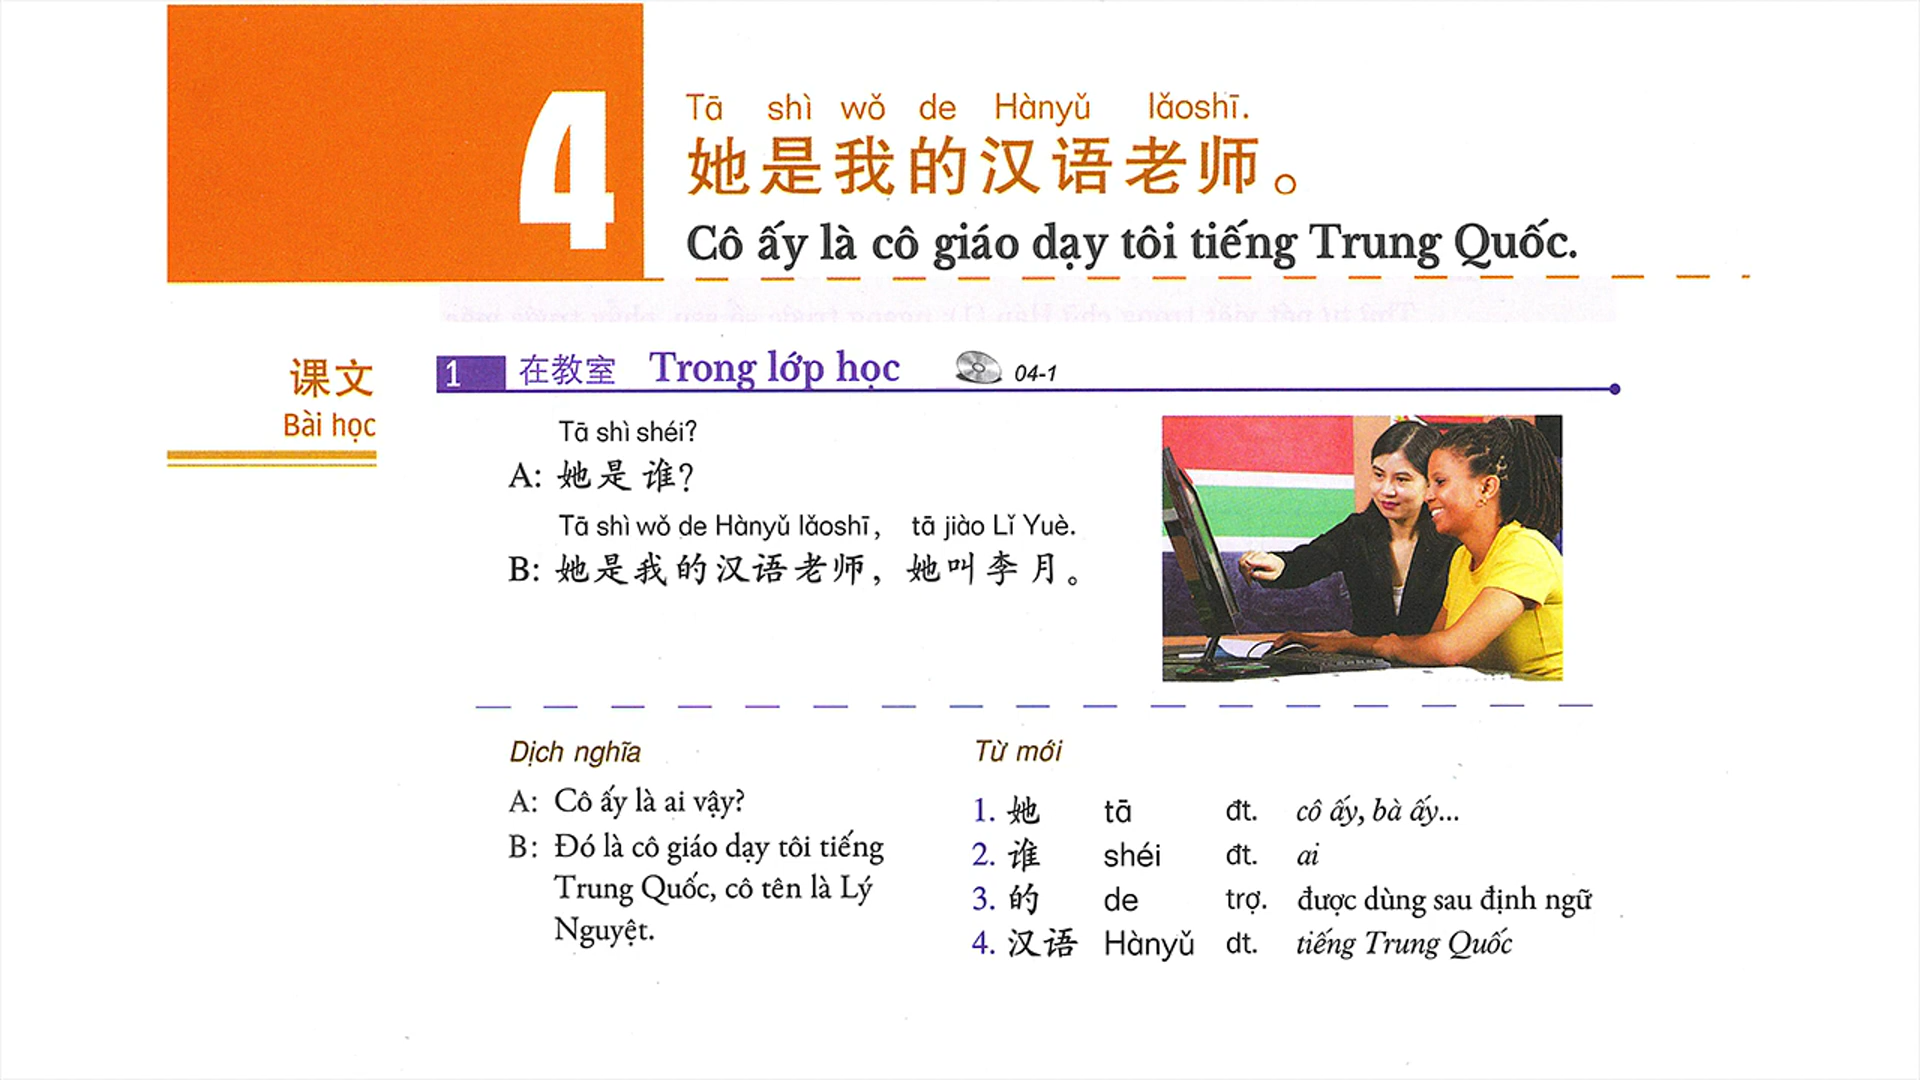 4
Tā shì wǒ de Hànyǔ lǎoshī.
她是我的汉语老师。
Cô ấy là cô giáo dạy tôi tiếng Trung Quốc.
课文
Bài học
1 在教室 Trong lớp học 04-1
Tā shì shéi?
A: 她是谁?
Tā shì wǒ de Hànyǔ lǎoshī, tā jiào Lǐ Yuè.
B: 她是我的汉语老师, 她叫李月。
Dịch nghĩa
A: Cô ấy là ai vậy?
B: Đó là cô giáo dạy tôi tiếng
Trung Quốc, cô tên là Lý
Nguyệt.
Từ mới
1. 她 tā đt. cô ấy, bà ấy...
2. 谁 shéi đt. ai
3. 的 de trợ. được dùng sau định ngữ
4. 汉语 Hànyǔ dt. tiếng Trung Quốc